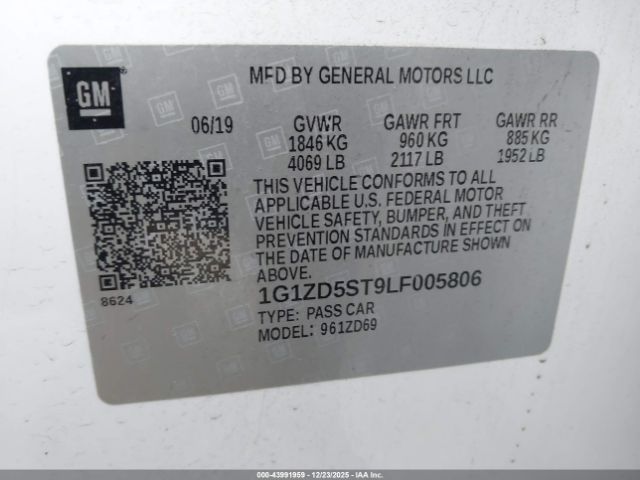 GM
MFD BY GENERAL MOTORS LLC
06/19 GVWR GAWR FRT GAWR RR
1846 KG 960 KG 885 KG
4069 LB 2117 LB 1952 LB
THIS VEHICLE CONFORMS TO ALL
APPLICABLE U.S. FEDERAL MOTOR
VEHICLE SAFETY, BUMPER, AND THEFT
PREVENTION STANDARDS IN EFFECT ON
THE DATE OF MANUFACTURE SHOWN
ABOVE.
8624
1G1ZD5ST9LF005806
TYPE: PASS CAR
MODEL: 961ZD69
000-43991959 - 12/23/2025 - IAAI.COM